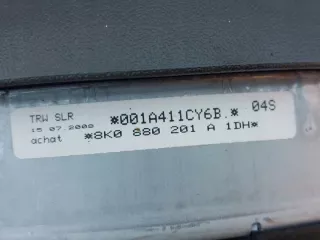 TRW SLR *001A411CY6B.* 04S
15 07 2008
achat *8K0 880 201 A 1DH*